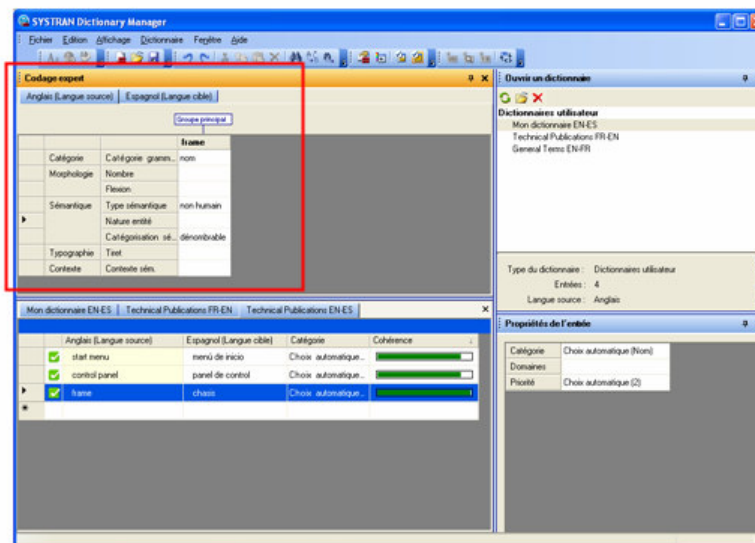 SYSTRAN Dictionary Manager
Fichier Edition Affichage Dictionnaire Fenêtre Aide
Codage expert
Anglais (Langue source) Espagnol (Langue cible)
Groupe principal
frame
Catégorie Catégorie gramm... nom
Morphologie Nombre
Flexion
Sémantique Type sémantique non humain
Nature entité
Catégorisation sé... dénombrable
Typographie Tiret
Contexte Contexte sém.
Ouvrir un dictionnaire
Dictionnaires utilisateur
Mon dictionnaire EN-ES
Technical Publications FR-EN
General Terms EN-FR
Type du dictionnaire : Dictionnaires utilisateur
Entrées : 4
Langue source : Anglais
Mon dictionnaire EN-ES Technical Publications FR-EN Technical Publications EN-ES
Anglais (Langue source) Espagnol (Langue cible) Catégorie Cohérence
start menu menú de inicio Choix automatique...
control panel panel de control Choix automatique...
frame chasis Choix automatique...
Propriétés de l'entrée
Catégorie Choix automatique (Nom)
Domaines
Priorité Choix automatique (2)